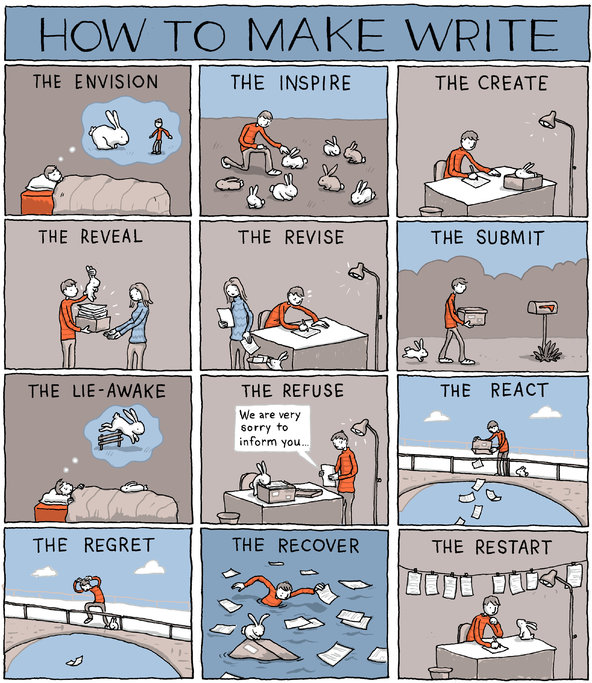 HOW TO MAKE WRITE
THE ENVISION
THE INSPIRE
THE CREATE
THE REVEAL
THE REVISE
THE SUBMIT
THE LIE-AWAKE
THE REFUSE
We are very
sorry to
inform you...
THE REACT
THE REGRET
THE RECOVER
THE RESTART